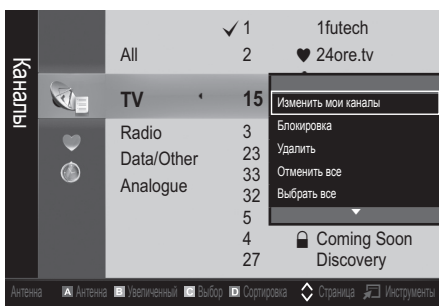 Каналы
1 1futech
All 2 ♥ 24ore.tv
TV 15
Radio 3
Data/Other 23
33
Analogue 32
5
4 Coming Soon
27 Discovery
Изменить мои каналы
Блокировка
Удалить
Отменить все
Выбрать все
Антенна A Антенна B Увеличенный C Выбор D Сортировка Страница Инструменты